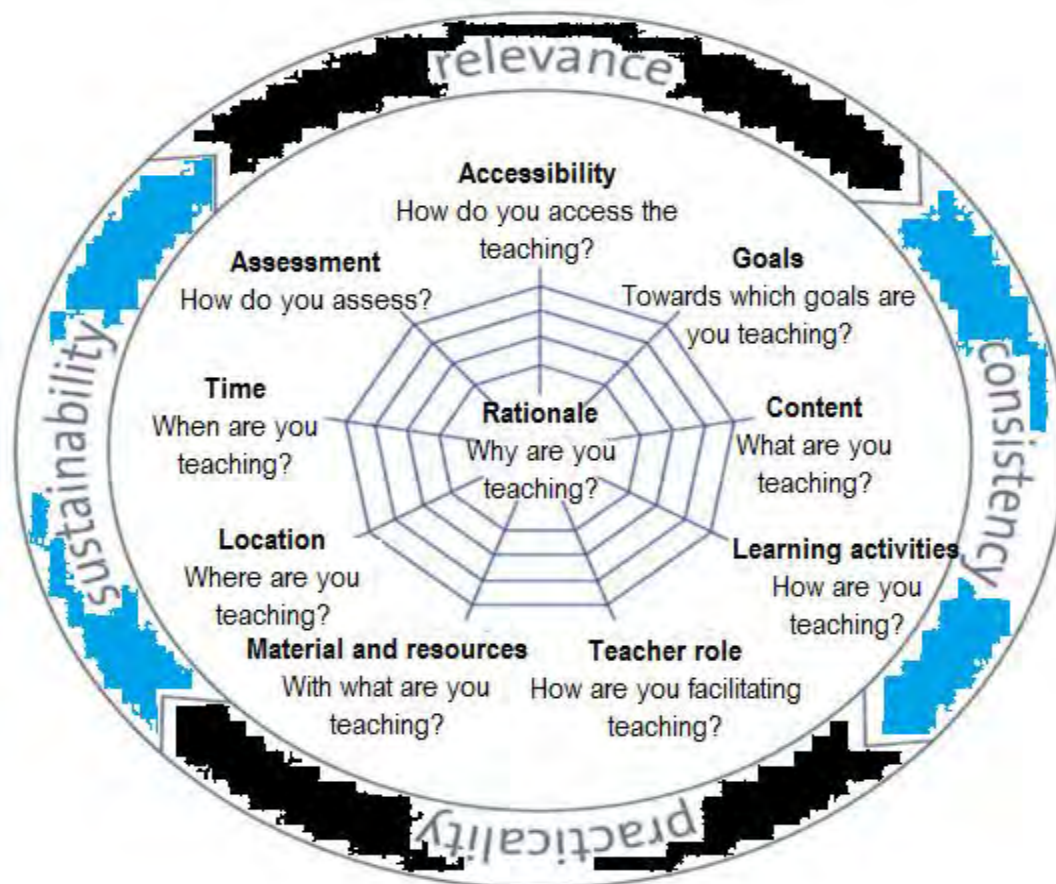 relevance
Accessibility
How do you access the
teaching?
Assessment
How do you assess?
Goals
Towards which goals are
you teaching?
consistency
sustainability
Time
When are you
teaching?
Rationale
Why are you
teaching?
Content
What are you
teaching?
Location
Where are you
teaching?
Learning activities
How are you
teaching?
Material and resources
With what are you
teaching?
Teacher role
How are you facilitating
teaching?
practicality